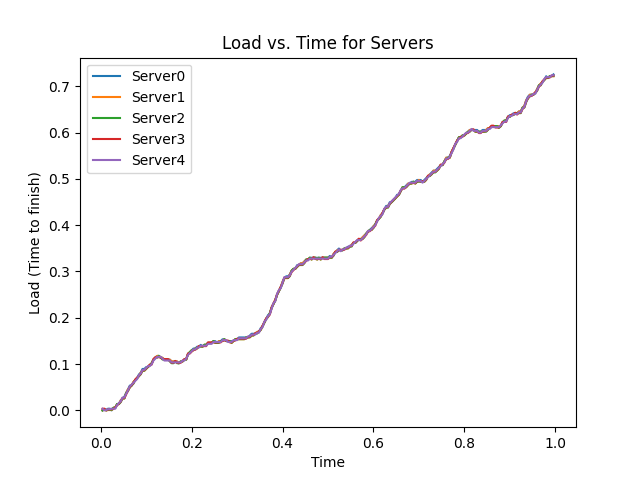 Load vs. Time for Servers
Server0
Server1
Server2
Server3
Server4
Load (Time to finish)
0.7
0.6
0.5
0.4
0.3
0.2
0.1
0.0
0.0 0.2 0.4 0.6 0.8 1.0
Time